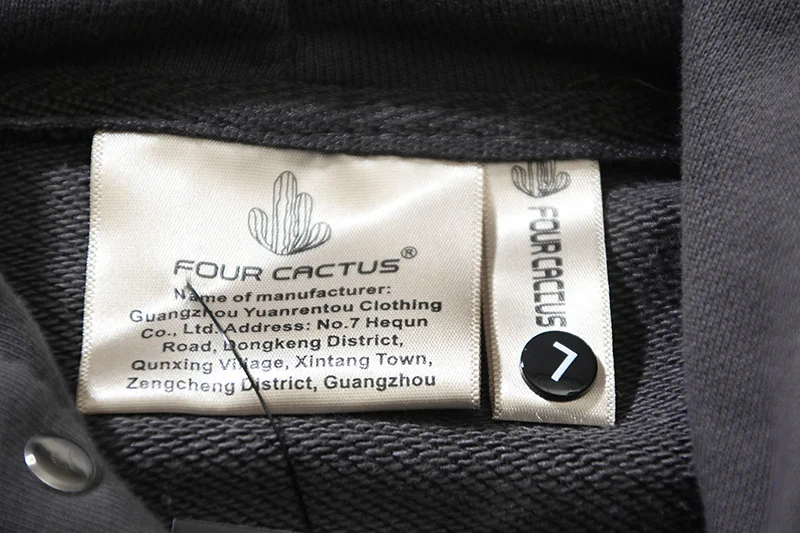 FOUR CACTUS®
Name of manufacturer:
Guangzhou Yuanrentou Clothing
Co., Ltd. Address: No.7 Hequn
Road, Dongkeng District,
Qunxing Village, Xintang Town,
Zengcheng District, Guangzhou
FOUR CACTUS
7